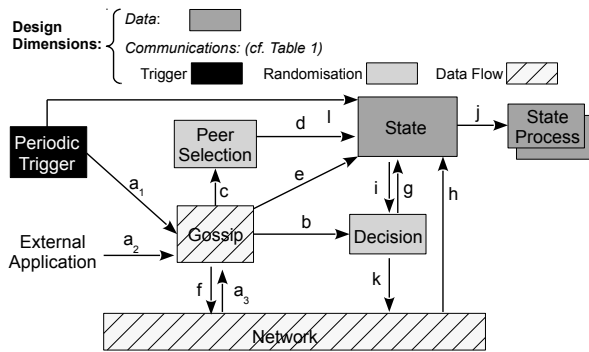 Design
Dimensions:
Data:
Communications: (cf. Table 1)
Trigger
Randomisation
Data Flow
Periodic
Trigger
Peer
Selection
State
State
Process
External
Application
Gossip
Decision
Network
l
d
j
a1
c
e
i
g
h
a2
b
f
a3
k